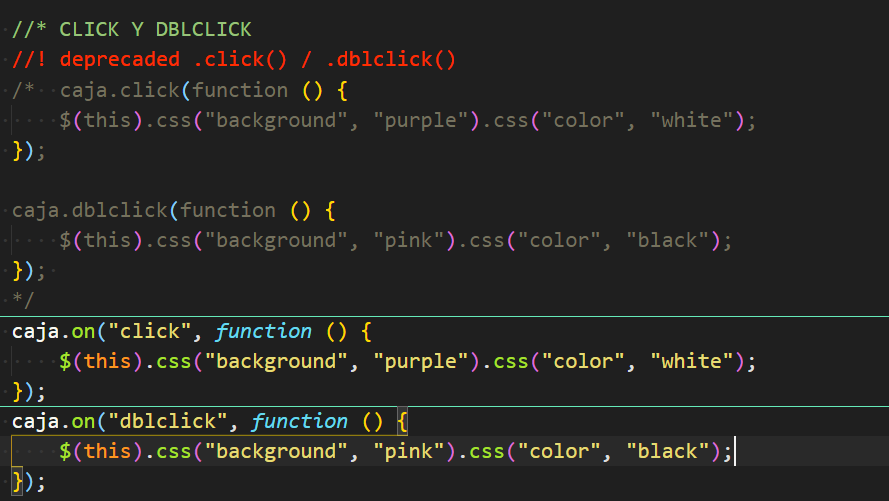 //* CLICK Y DBLCLICK
//! deprecaded .click() / .dblclick()
/*  caja.click(function () {
    $(this).css("background", "purple").css("color", "white");
});

caja.dblclick(function () {
    $(this).css("background", "pink").css("color", "black");
});
*/
caja.on("click", function () {
    $(this).css("background", "purple").css("color", "white");
});
caja.on("dblclick", function () {
    $(this).css("background", "pink").css("color", "black");
});